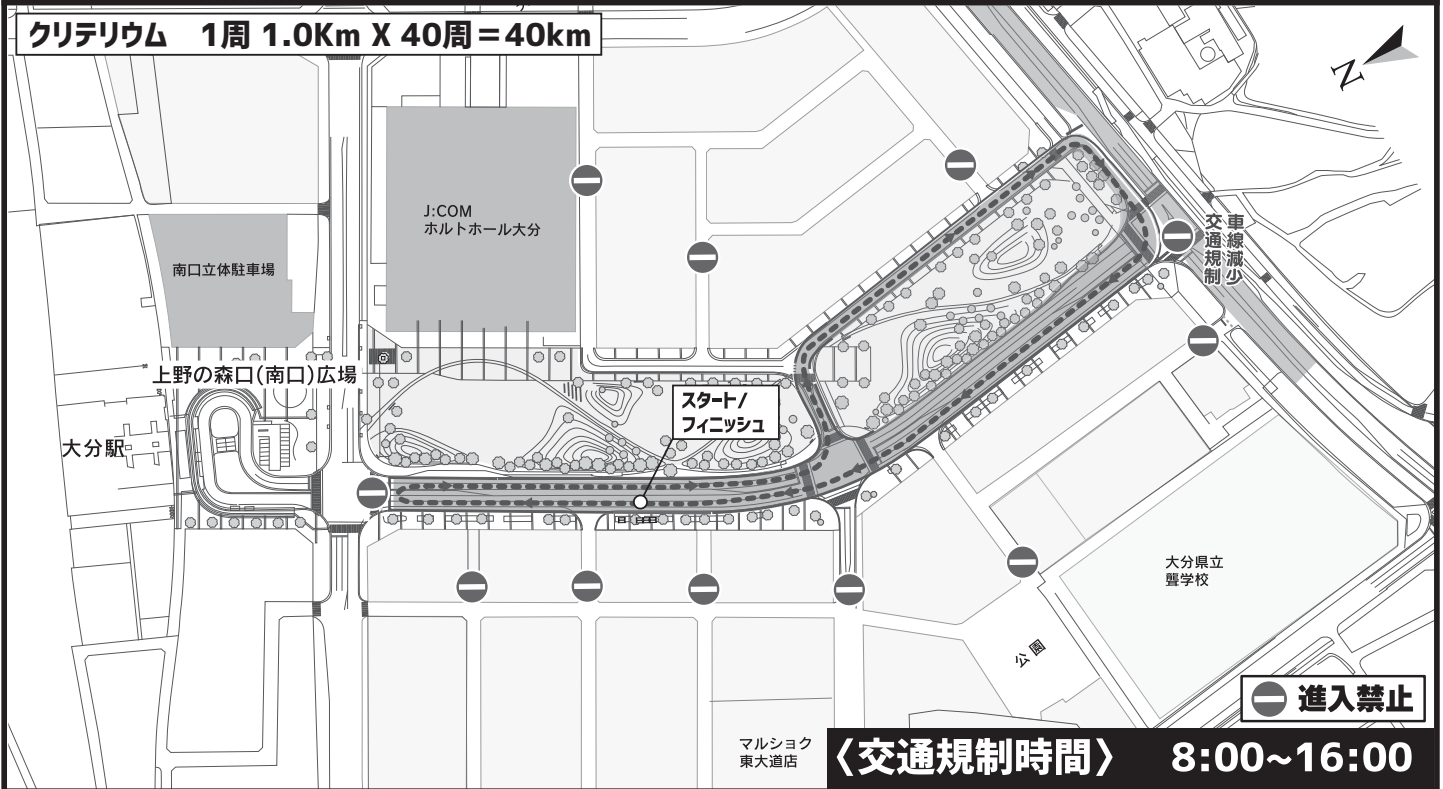 クリテリウム 1周 1.0Km X 40周＝40km
N
J:COM
ホルトホール大分
南口立体駐車場
車線減少
交通規制
上野の森口(南口)広場
スタート/
フィニッシュ
大分駅
大分県立
聾学校
公園
進入禁止
マルショク
東大道店
〈交通規制時間〉 8:00~16:00